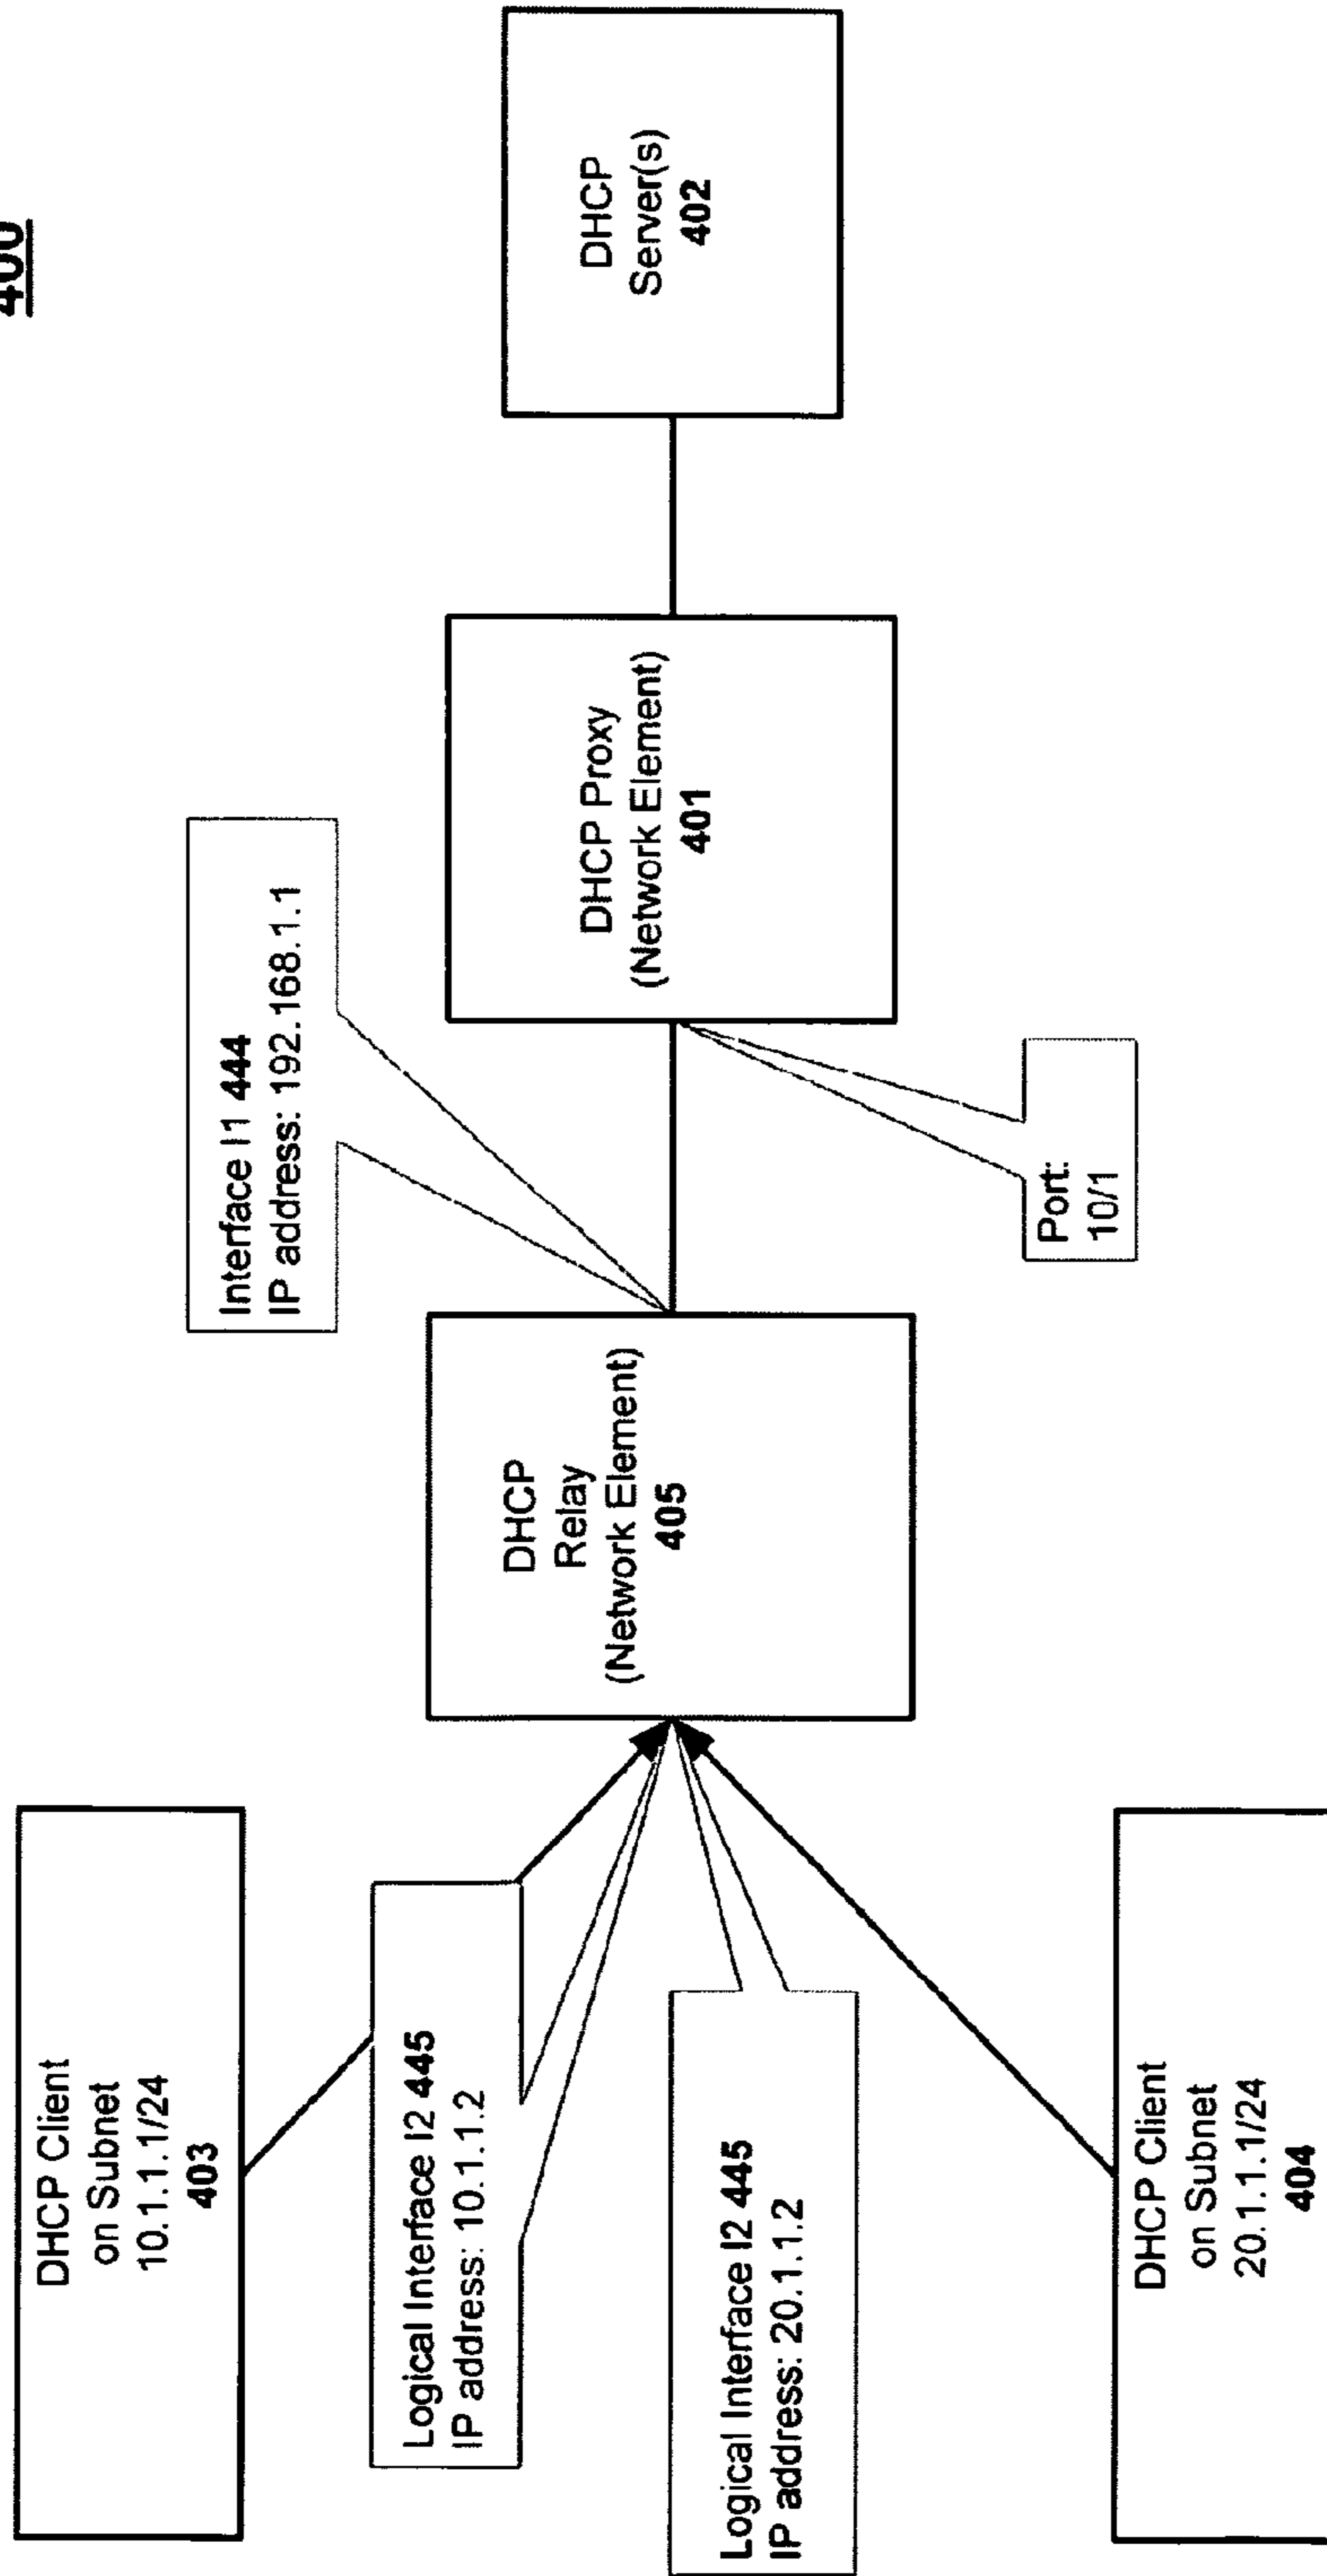 400
DHCP Client
on Subnet
10.1.1.1/24
403
Logical Interface I2 445
IP address: 10.1.1.2
Logical Interface I2 445
IP address: 20.1.1.2
DHCP Client
on Subnet
20.1.1.1/24
404
DHCP
Relay
(Network Element)
405
Interface I1 444
IP address: 192.168.1.1
Port:
10/1
DHCP Proxy
(Network Element)
401
DHCP
Server(s)
402